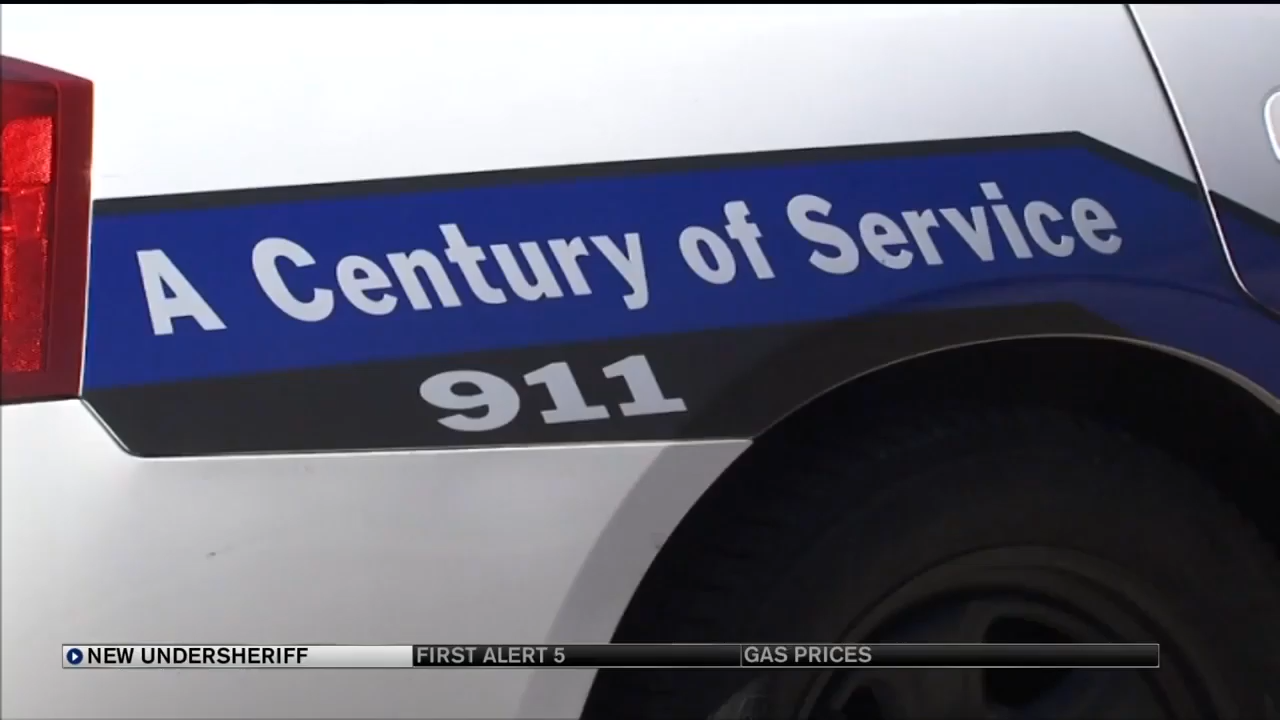 A Century of Service
911
NEW UNDERSHERIFF
FIRST ALERT 5
GAS PRICES